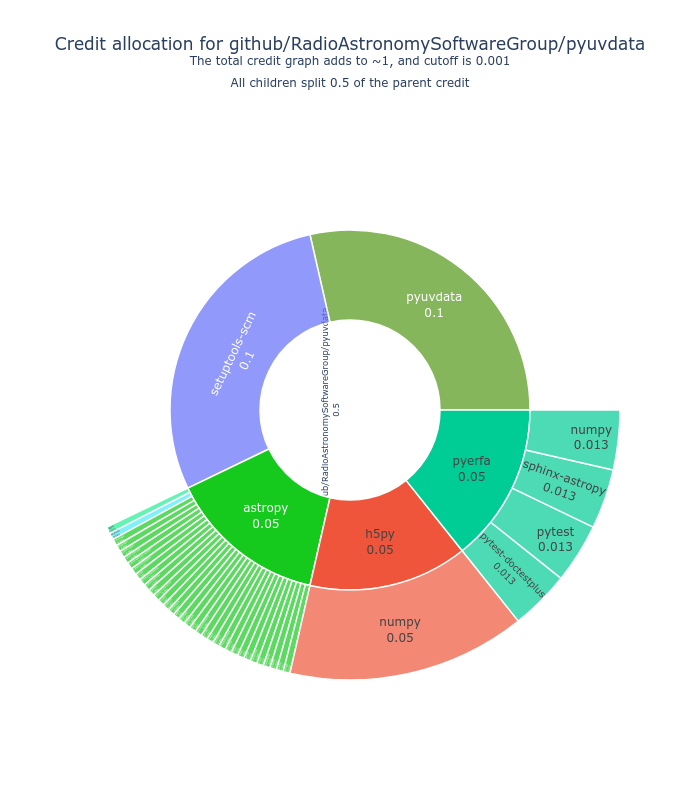 Credit allocation for github/RadioAstronomySoftwareGroup/pyuvdata
The total credit graph adds to ~1, and cutoff is 0.001
All children split 0.5 of the parent credit
pyuvdata
0.1
setuptools-scm
0.1
ub/RadioAstronomySoftwareGroup/pyuvdata
0.5
numpy
0.013
pyerfa
0.05
sphinx-astropy
0.013
astropy
0.05
h5py
0.05
pytest
0.013
pytest-doctestplus
0.013
numpy
0.05